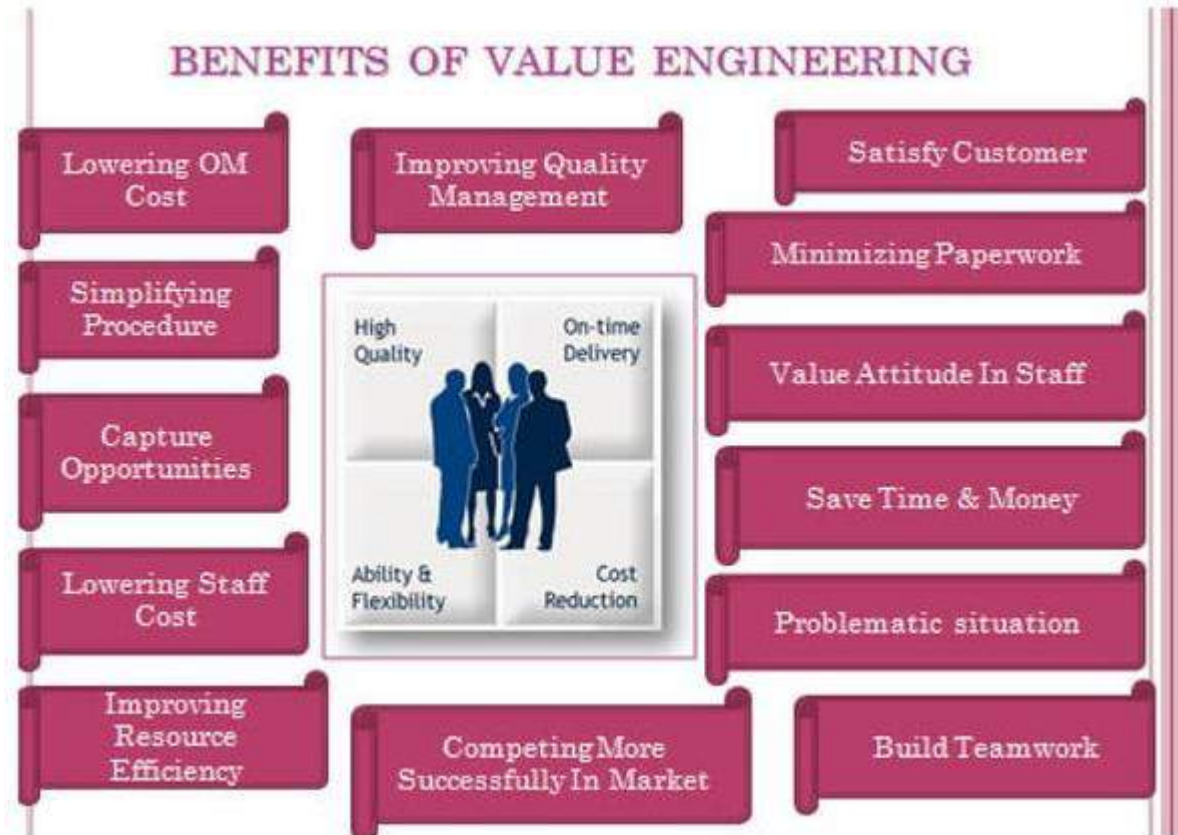 BENEFITS OF VALUE ENGINEERING
Lowering OM
Cost
Simplifying
Procedure
Capture
Opportunities
Lowering Staff
Cost
Improving
Resource
Efficiency
Improving Quality
Management
High
Quality
On-time
Delivery
Ability &
Flexibility
Cost
Reduction
Competing More
Successfully In Market
Satisfy Customer
Minimizing Paperwork
Value Attitude In Staff
Save Time & Money
Problematic situation
Build Teamwork